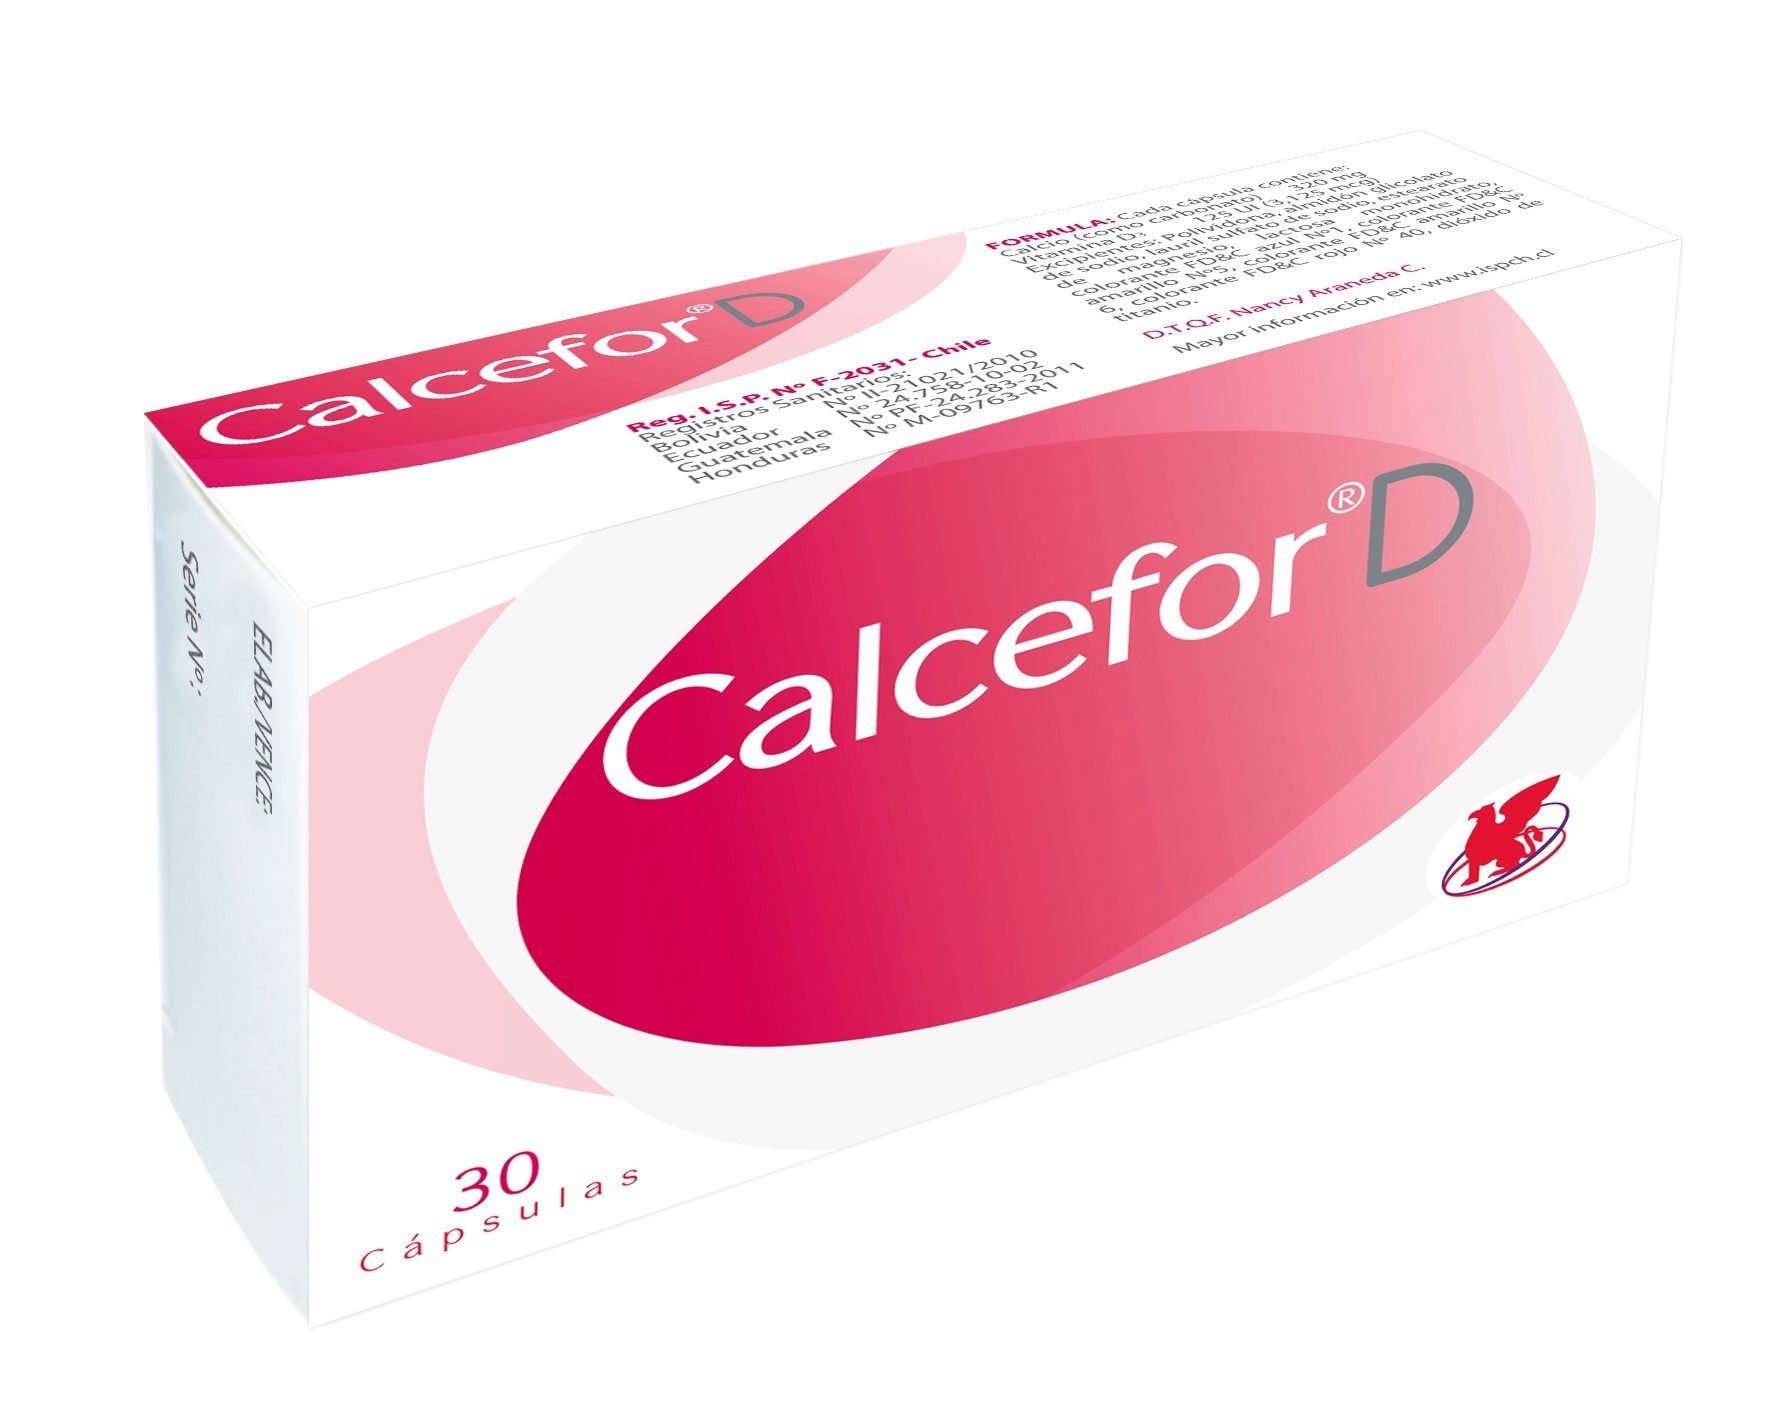 Calcefor® D
Reg. I.S.P. Nº F-2031- Chile
Registros Sanitarios:
Bolivia Nº II-21021/2010
Ecuador Nº 24.758-10-02
Guatemala Nº PF-24.283-2011
Honduras Nº M-09763-R1
FORMULA: Cada cápsula contiene:
Calcio (como carbonato) 320 mg
Vitamina D3 125 UI (3,125 mcg)
Excipientes: Polividona, almidón glicolato
de sodio, lauril sulfato de sodio, estearato
de magnesio, lactosa monohidrato,
colorante FD&C azul Nº1, colorante FD&C
amarillo Nº5, colorante FD&C amarillo Nº
6, colorante FD&C rojo Nº 40, dióxido de
titanio.
D.T.Q.F. Nancy Araneda C.
Mayor información en: www.ispch.cl
Serie Nº:
ELAB./VENCE:
Calcefor® D
30
Cápsulas